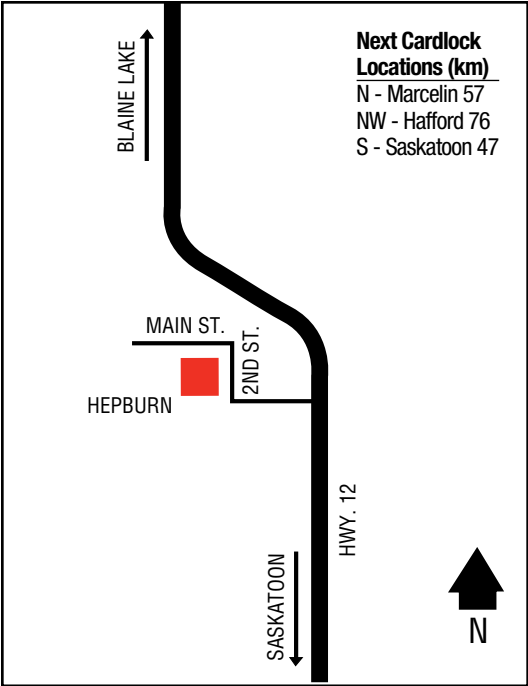 BLAINE LAKE
Next Cardlock
Locations (km)
N - Marcelin 57
NW - Hafford 76
S - Saskatoon 47
MAIN ST.
2ND ST.
HEPBURN
HWY. 12
SASKATOON
N